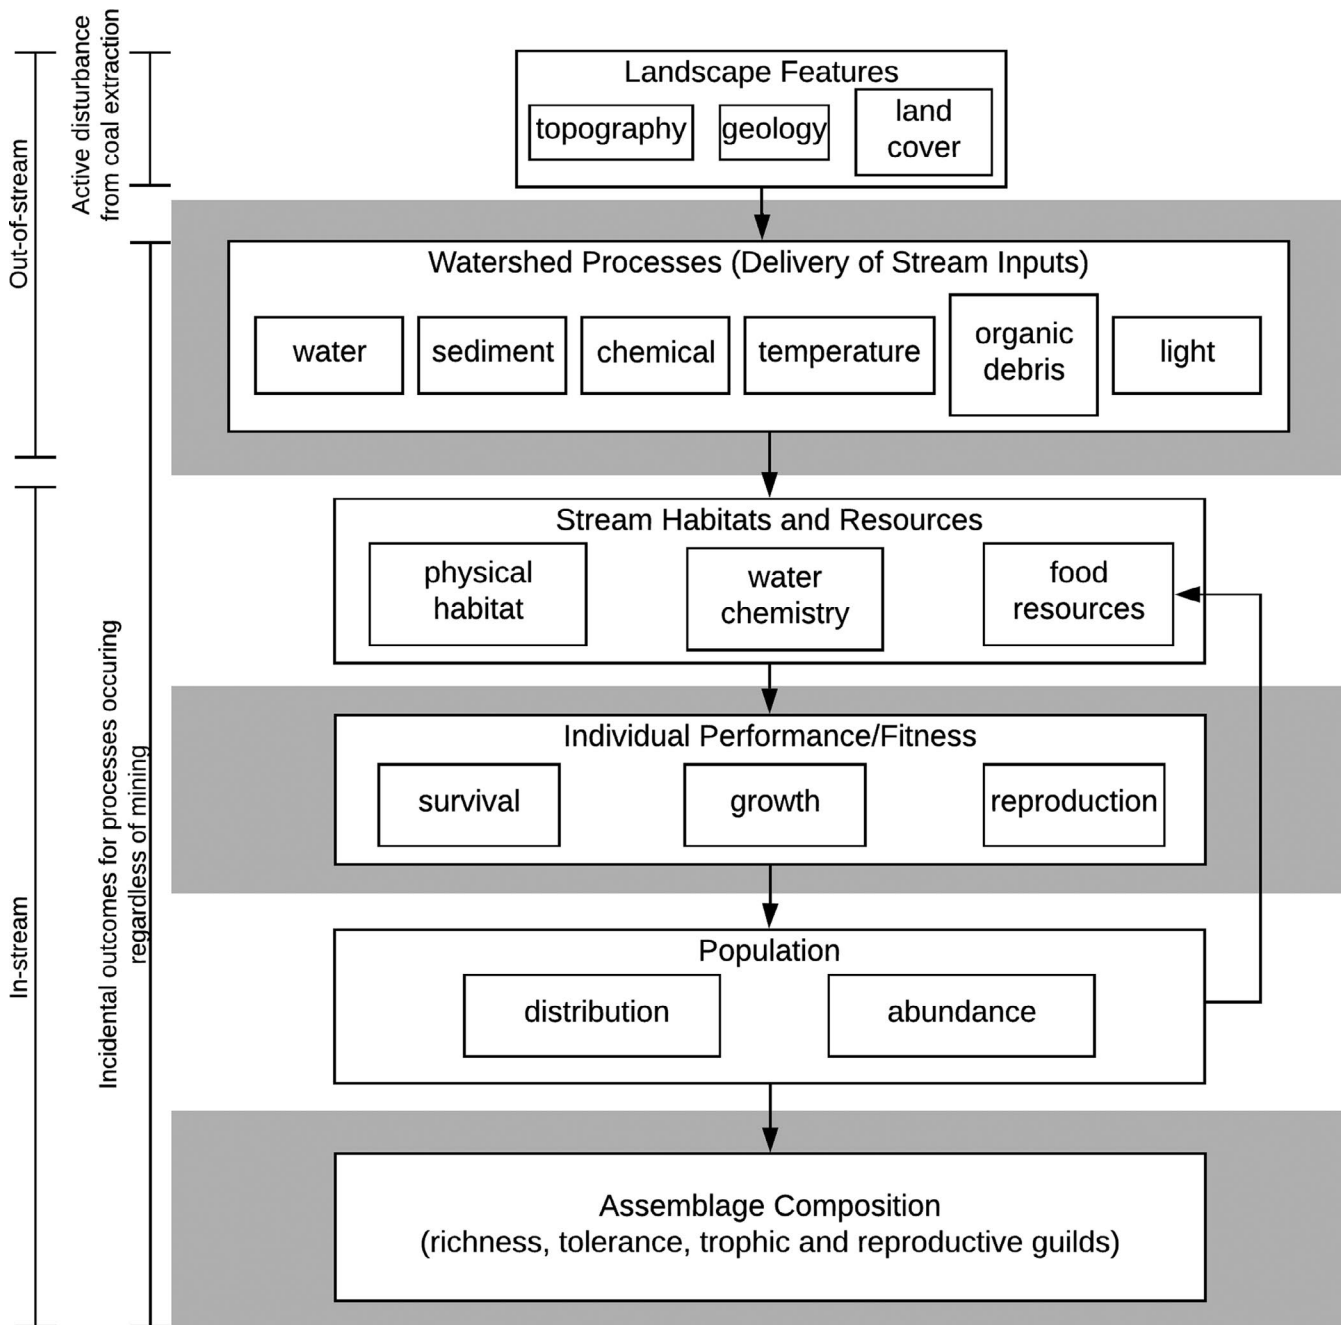 Out-of-stream
Active disturbance
from coal extraction
Landscape Features
topography
geology
land
cover
Watershed Processes (Delivery of Stream Inputs)
water
sediment
chemical
temperature
organic
debris
light
In-stream
Incidental outcomes for processes occuring
regardless of mining
Stream Habitats and Resources
physical
habitat
water
chemistry
food
resources
Individual Performance/Fitness
survival
growth
reproduction
Population
distribution
abundance
Assemblage Composition
(richness, tolerance, trophic and reproductive guilds)